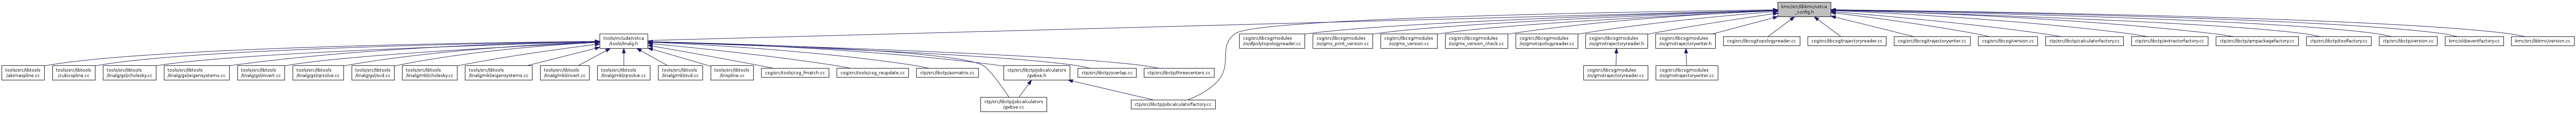 kmc/src/libkmc/votca
_config.h
tools/include/votca
/tools/linalg.h
csg/src/libcsg/modules
/io/dlpolytopologyreader.cc
csg/src/libcsg/modules
/io/gmx_print_version.cc
csg/src/libcsg/modules
/io/gmx_version.cc
csg/src/libcsg/modules
/io/gmx_version_check.cc
csg/src/libcsg/modules
/io/gmxtopologyreader.cc
csg/src/libcsg/modules
/io/gmxtrajectoryreader.h
csg/src/libcsg/modules
/io/gmxtrajectorywriter.h
csg/src/libcsg/topologyreader.cc
csg/src/libcsg/trajectoryreader.cc
csg/src/libcsg/trajectorywriter.cc
csg/src/libcsg/version.cc
ctp/src/libctp/calculatorfactory.cc
ctp/src/libctp/extractorfactory.cc
ctp/src/libctp/qmpackagefactory.cc
ctp/src/libctp/toolfactory.cc
ctp/src/libctp/version.cc
kmc/old/eventfactory.cc
kmc/src/libkmc/version.cc
tools/src/libtools
/akimaspline.cc
tools/src/libtools
/cubicspline.cc
tools/src/libtools
/linalg/gsl/cholesky.cc
tools/src/libtools
/linalg/gsl/eigensystems.cc
tools/src/libtools
/linalg/gsl/invert.cc
tools/src/libtools
/linalg/gsl/qrsolve.cc
tools/src/libtools
/linalg/gsl/svd.cc
tools/src/libtools
/linalg/mkl/cholesky.cc
tools/src/libtools
/linalg/mkl/eigensystems.cc
tools/src/libtools
/linalg/mkl/invert.cc
tools/src/libtools
/linalg/mkl/qrsolve.cc
tools/src/libtools
/linalg/mkl/svd.cc
tools/src/libtools
/linspline.cc
csg/src/tools/csg_fmatch.cc
csg/src/tools/csg_reupdate.cc
ctp/src/libctp/aomatrix.cc
ctp/src/libctp/jobcalculators
/gwbse.h
ctp/src/libctp/overlap.cc
ctp/src/libctp/threecenters.cc
csg/src/libcsg/modules
/io/gmxtrajectoryreader.cc
csg/src/libcsg/modules
/io/gmxtrajectorywriter.cc
ctp/src/libctp/jobcalculators
/gwbse.cc
ctp/src/libctp/jobcalculatorfactory.cc